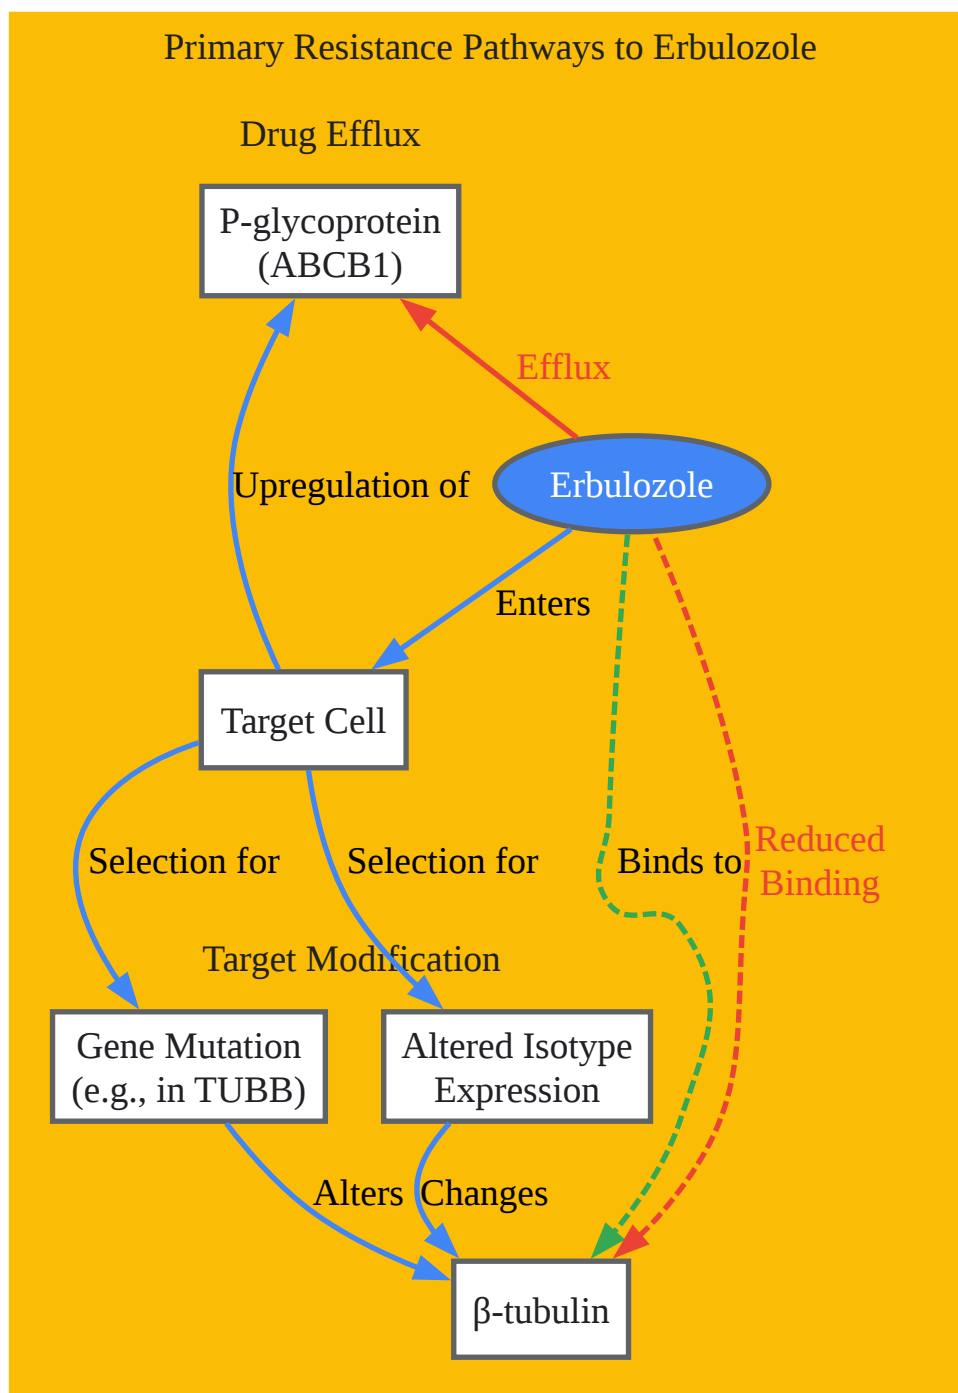 Primary Resistance Pathways to Erbulozole
Drug Efflux
P-glycoprotein
(ABCB1)
Efflux
Upregulation of
Erbulozole
Enters
Target Cell
Selection for
Selection for
Binds to
Reduced
Binding
Target Modification
Gene Mutation
(e.g., in TUBB)
Altered Isotype
Expression
Alters
Changes
β-tubulin